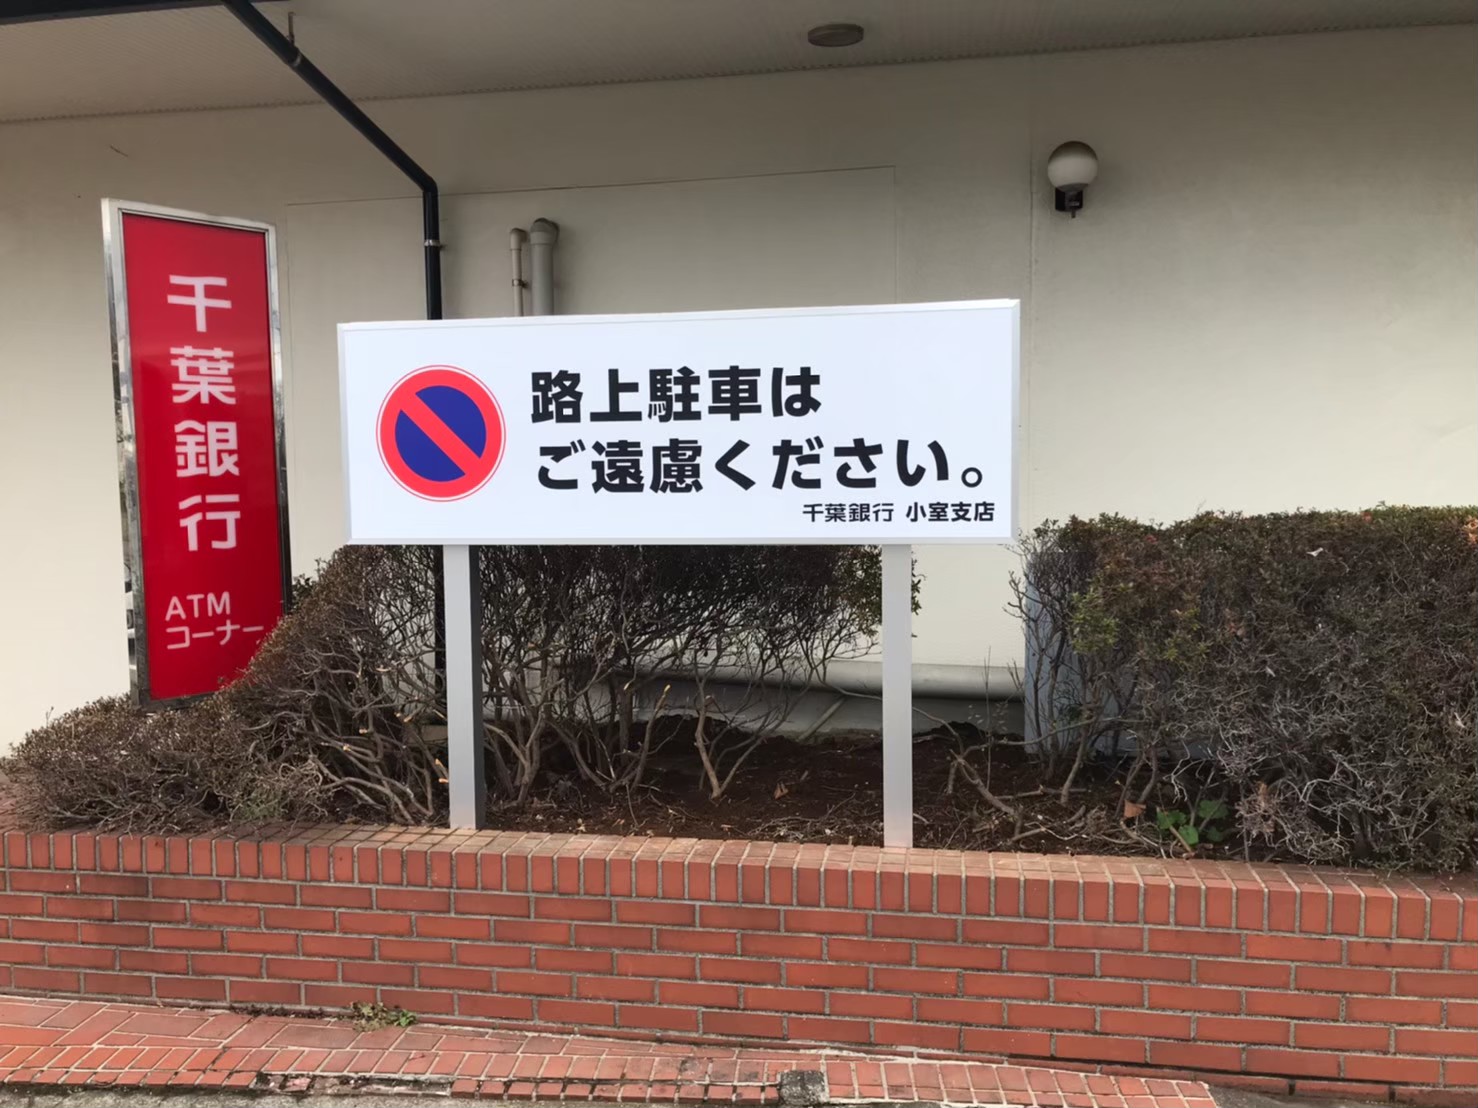 千葉銀行
ATM
コーナー
路上駐車は
ご遠慮ください。
千葉銀行 小室支店